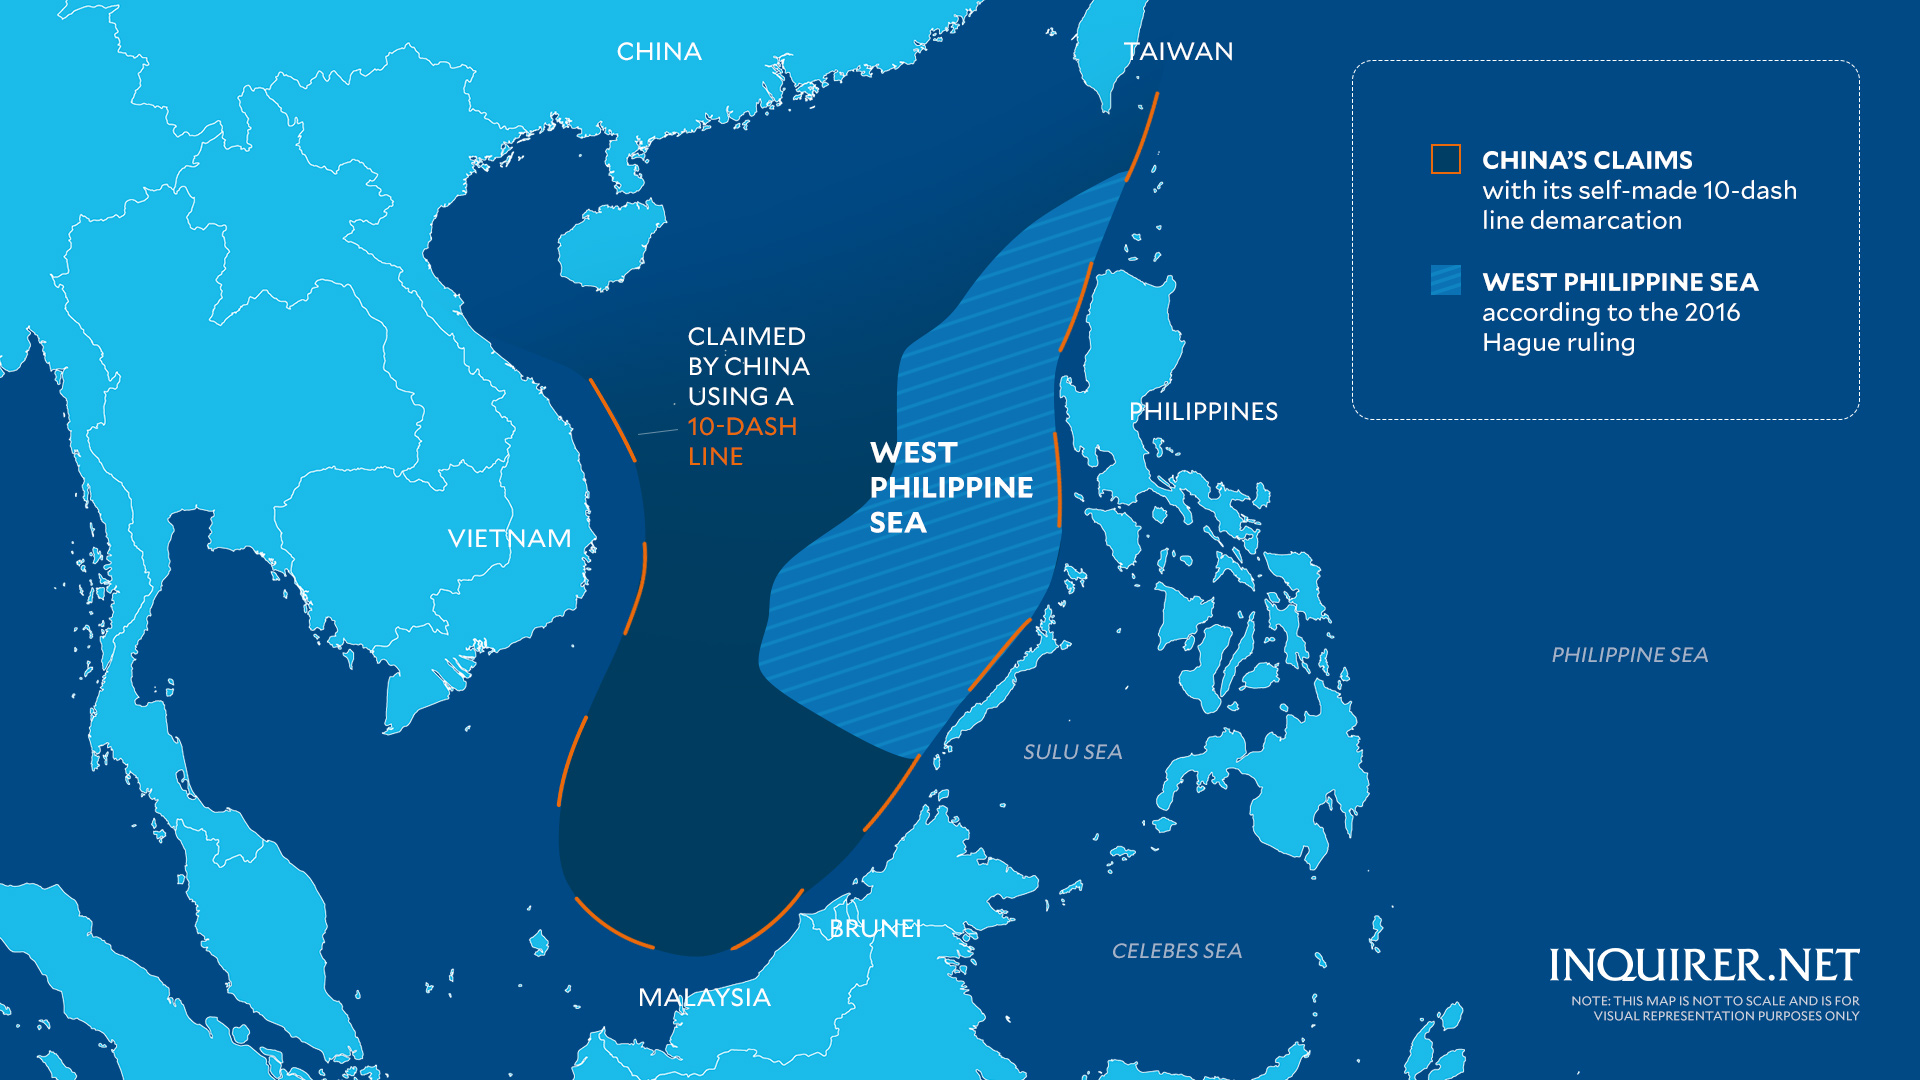 CHINA
TAIWAN
CHINA'S CLAIMS
with its self-made 10-dash
line demarcation
WEST PHILIPPINE SEA
according to the 2016
Hague ruling
CLAIMED
BY CHINA
USING A
10-DASH
LINE
PHILIPPINES
WEST
PHILIPPINE
SEA
VIETNAM
PHILIPPINE SEA
SULU SEA
BRUNEI
CELEBES SEA
MALAYSIA
INQUIRER.NET
NOTE: THIS MAP IS NOT TO SCALE AND IS FOR
VISUAL REPRESENTATION PURPOSES ONLY